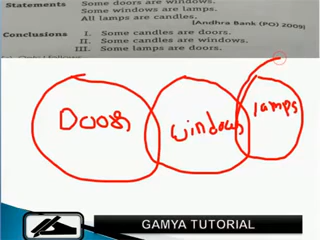 Statements Some doors are windows.
Some windows are lamps.
All lamps are candles.
[Andhra Bank (PO) 2009]
Conclusions I. Some candles are doors.
II. Some candles are windows.
III. Some lamps are doors.
Doors
windows
lamps
GAMYA TUTORIAL